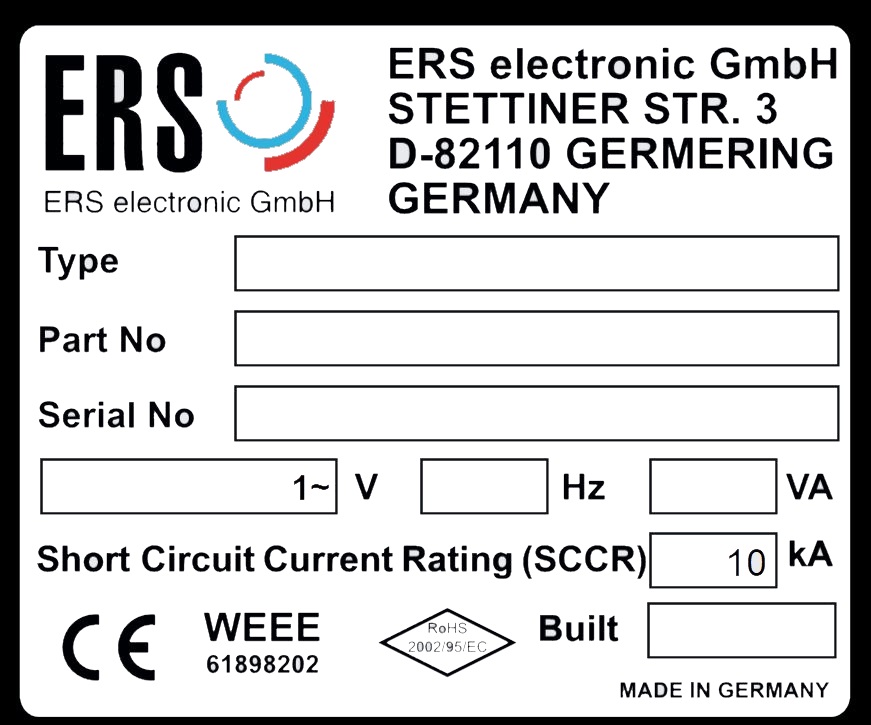 ERS
ERS electronic GmbH
ERS electronic GmbH
STETTINER STR. 3
D-82110 GERMERING
GERMANY
Type
Part No
Serial No
1~ V Hz VA
Short Circuit Current Rating (SCCR) 10 kA
CE WEEE
61898202
RoHS
2002/95/EC
Built
MADE IN GERMANY